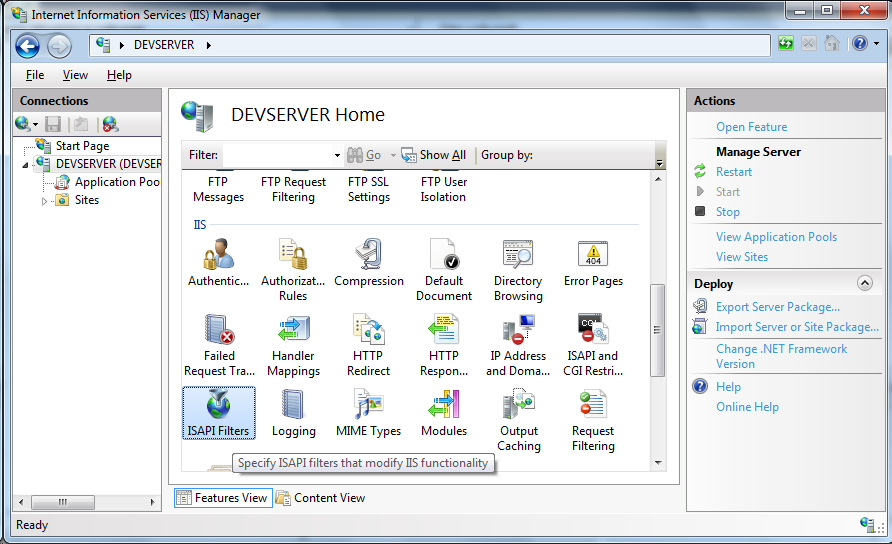 Internet Information Services (IIS) Manager
DEVSERVER
File View Help
Connections
Start Page
DEVSERVER (DEVSER
Application Poo
Sites
DEVSERVER Home
Filter: Go Show All Group by:
FTP Messages
FTP Request Filtering
FTP SSL Settings
FTP User Isolation
IIS
Authentic...
Authorizat... Rules
Compression
Default Document
Directory Browsing
Error Pages
404
Failed Request Tra...
Handler Mappings
HTTP Redirect
HTTP Respon...
IP Address and Doma...
CGI
ISAPI and CGI Restri...
ISAPI Filters
Logging
MIME Types
Modules
Output Caching
Request Filtering
Specify ISAPI filters that modify IIS functionality
Features View
Content View
Actions
Open Feature
Manage Server
Restart
Start
Stop
View Application Pools
View Sites
Deploy
Export Server Package...
Import Server or Site Package...
Change .NET Framework
Version
Help
Online Help
Ready